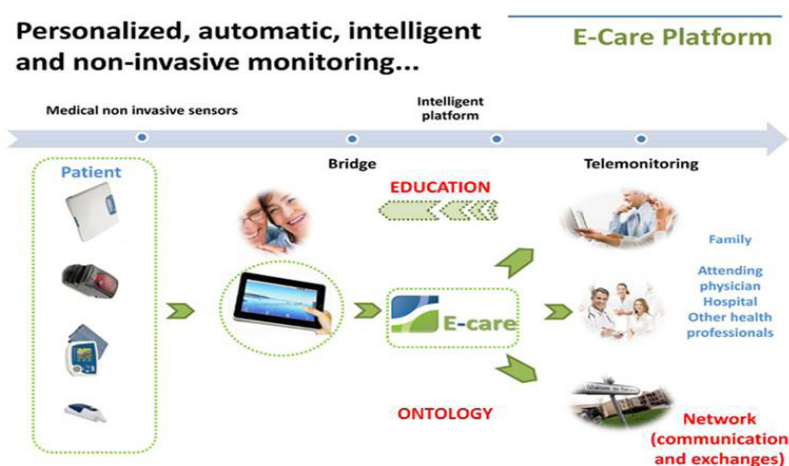 Personalized, automatic, intelligent
and non-invasive monitoring...
E-Care Platform
Medical non invasive sensors
Intelligent
platform
Bridge
Telemonitoring
Patient
EDUCATION
Family
Attending
physician
Hospital
Other health
professionals
E-care
ONTOLOGY
Network
(communication
and exchanges)